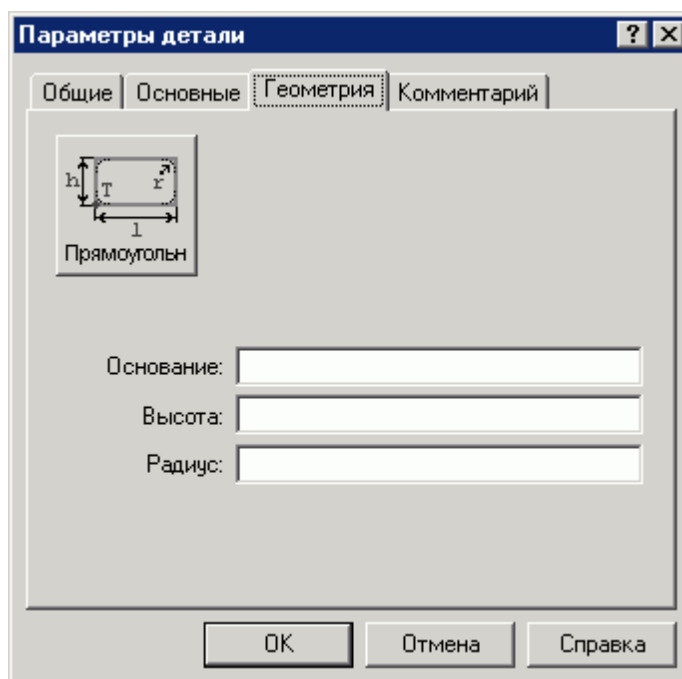 Параметры детали
Общие Основные Геометрия Комментарий
h T r
l
Прямоугольн
Основание:
Высота:
Радиус:
OK Отмена Справка